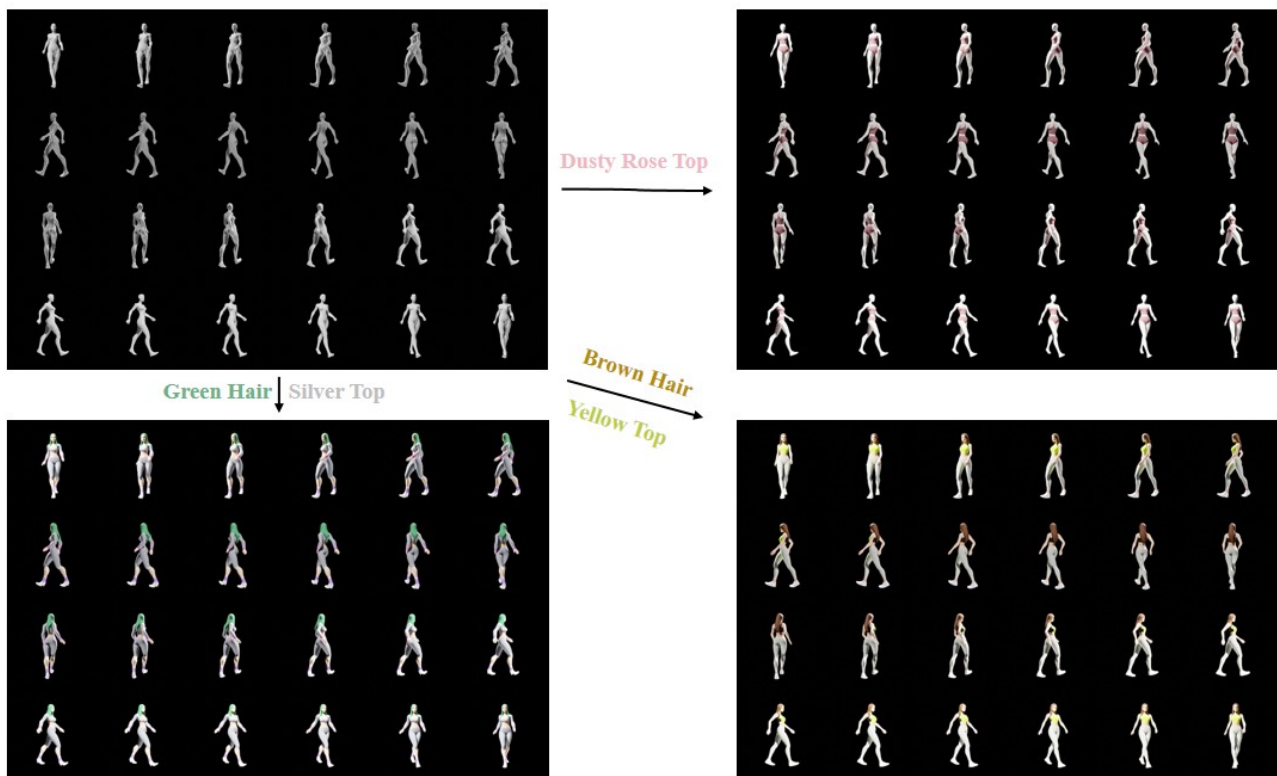 Dusty Rose Top
Green Hair
Silver Top
Brown Hair
Yellow Top